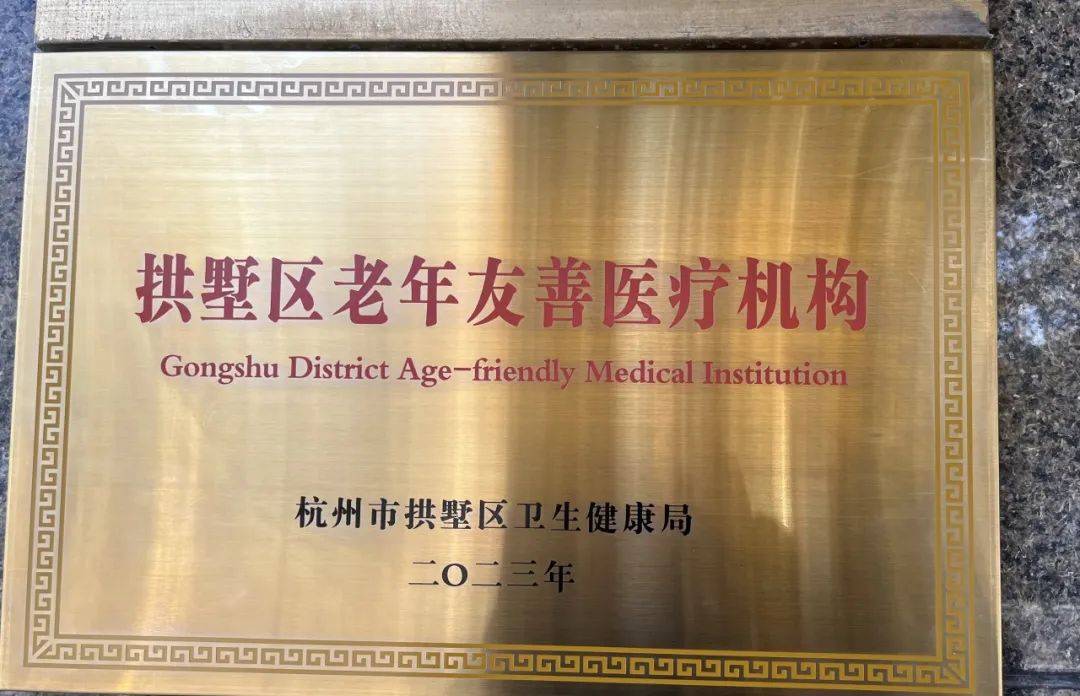 拱墅区老年友善医疗机构
Gongshu District Age-friendly Medical Institution
杭州市拱墅区卫生健康局
二〇二三年